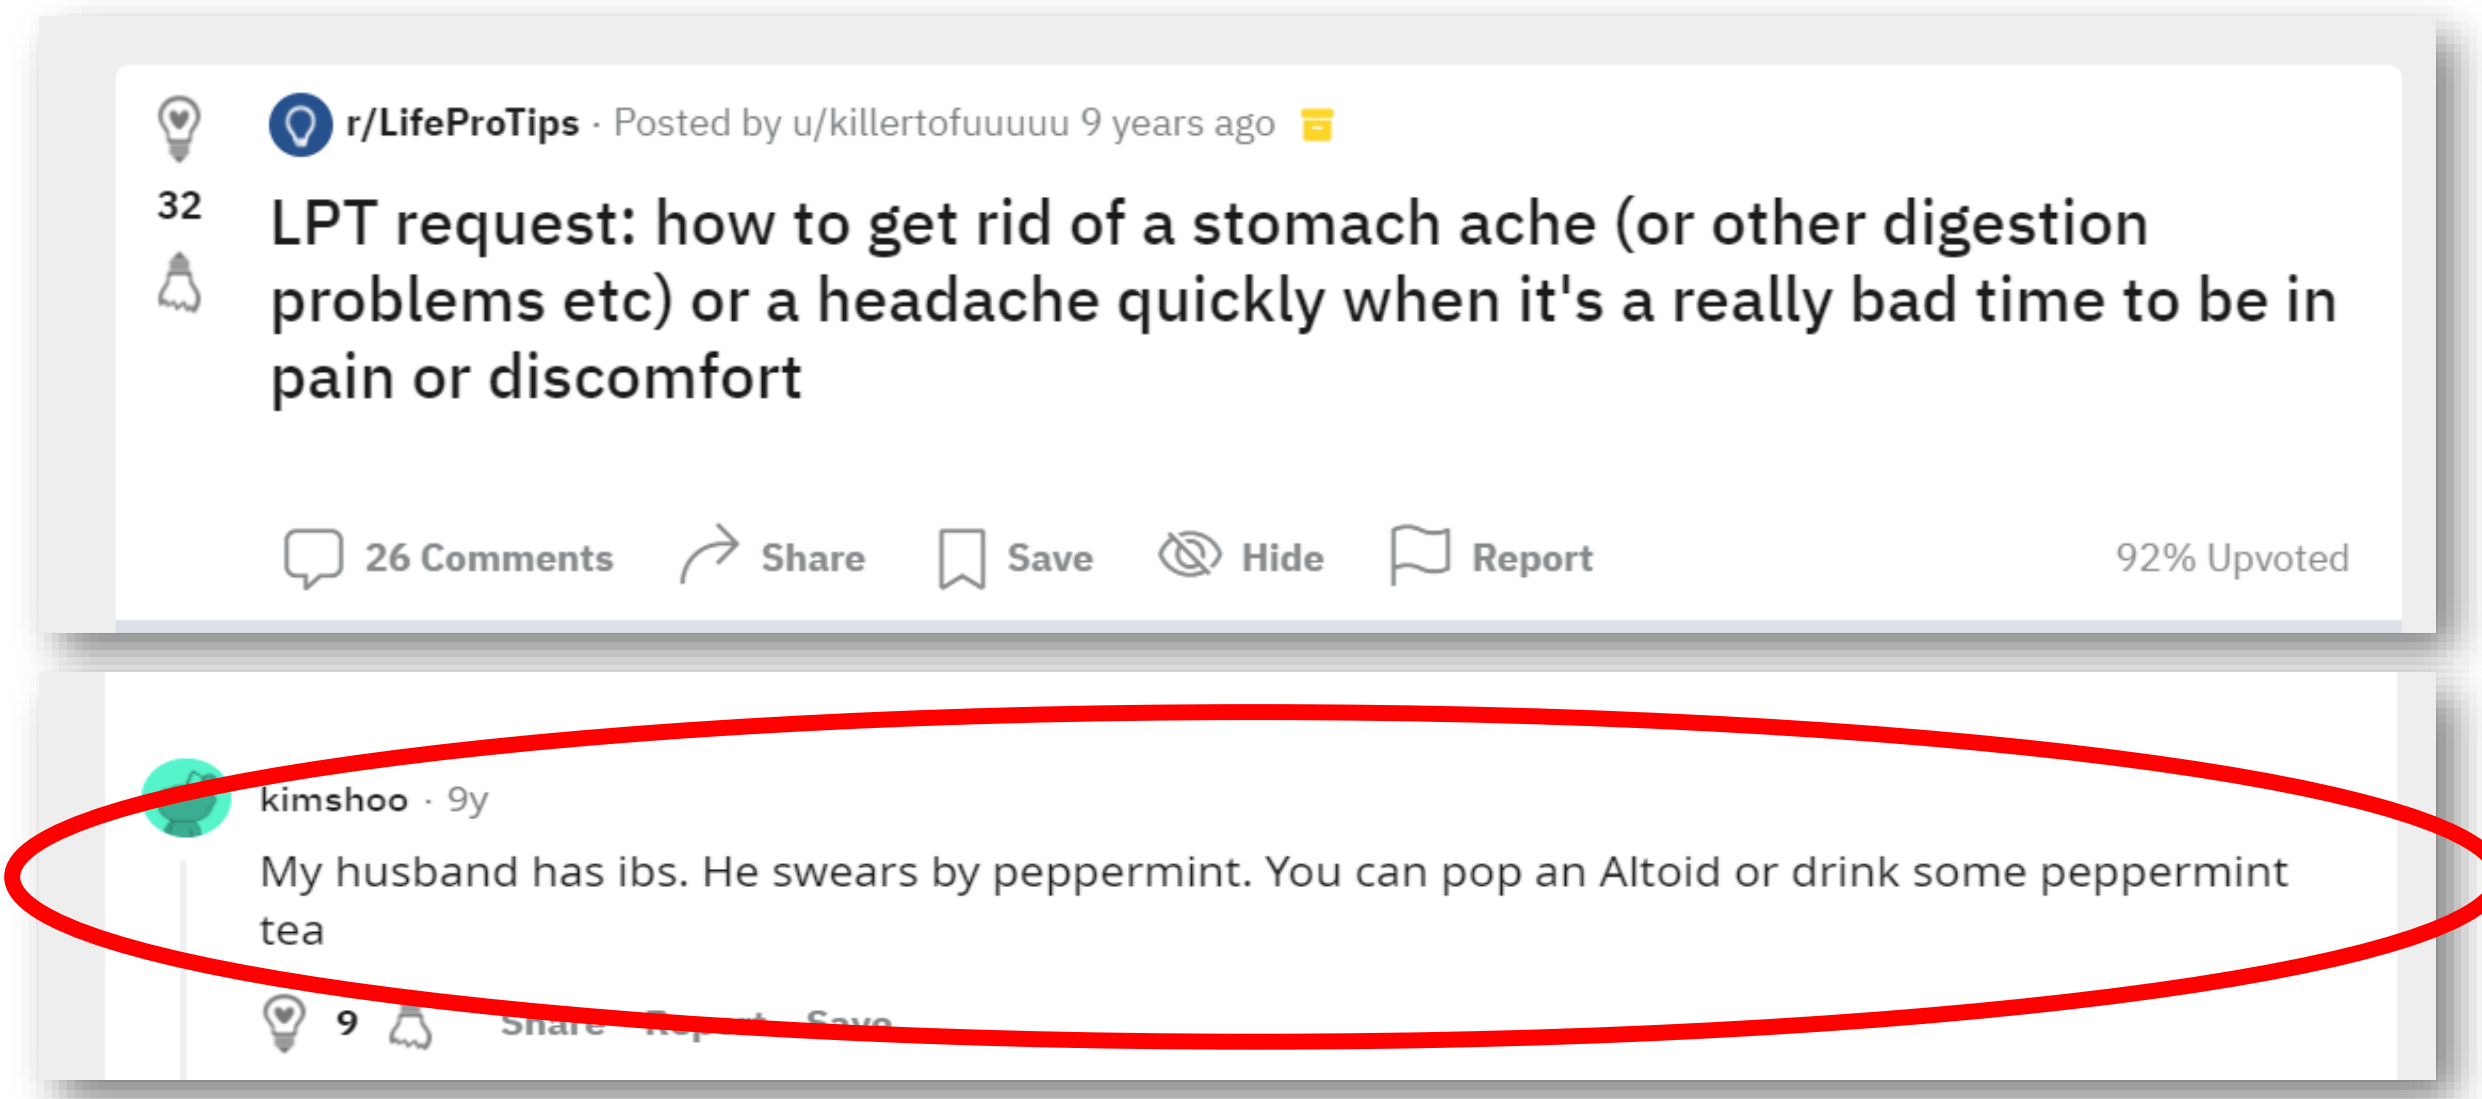 r/LifeProTips · Posted by u/killertofuuuuu 9 years ago
32
LPT request: how to get rid of a stomach ache (or other digestion
problems etc) or a headache quickly when it's a really bad time to be in
pain or discomfort
26 Comments Share Save Hide Report 92% Upvoted
kimshoo · 9y
My husband has ibs. He swears by peppermint. You can pop an Altoid or drink some peppermint
tea
9 Share Report Save